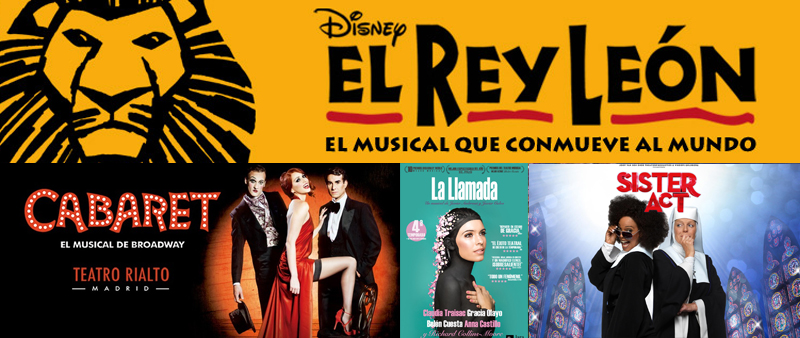 Disney
EL REY LEÓN
EL MUSICAL QUE CONMUEVE AL MUNDO
CABARET
EL MUSICAL DE BROADWAY
TEATRO RIALTO
MADRID
La Llamada
4ª
TEMPORADA
Claudia Traisac Gracia Olayo
Belén Cuesta Anna Castillo
y Richard Collins-Moore
SISTER
ACT